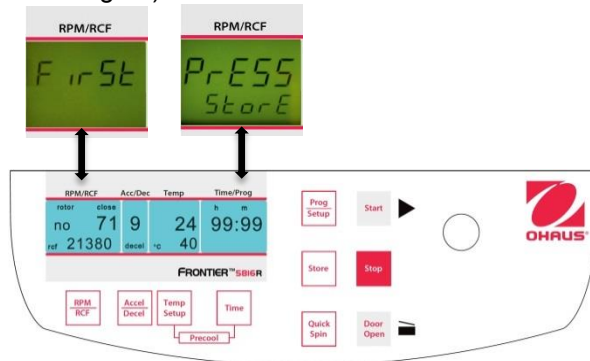 RPM/RCF
RPM/RCF
FirSt
PrESS
StorE
RPM/RCF Acc/Dec Temp Time/Prog
rotor close h m
no 71 9 24 99:99
rcf 21380 decel °C 40
FRONTIER™ 5816R
RPM
RCF
Accel
Decel
Temp
Setup
Time
Precool
Prog
Setup
Start
Store
Stop
Quick
Spin
Door
Open
OHAUS®